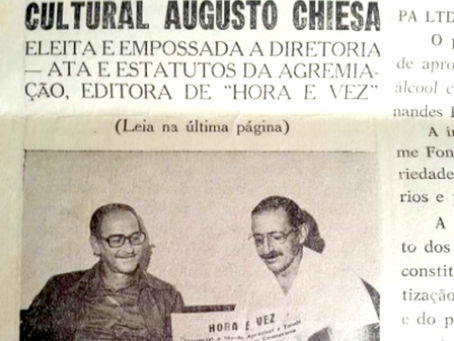 CULTURAL AUGUSTO CHIESA
ELEITA E EMPOSSADA A DIRETORIA
— ATA E ESTATUTOS DA AGREMIA-
ÇÃO, EDITORA DE "HORA E VEZ"
(Leia na última página)
HORA E VEZ
PA LTD
O p
de apro
álcool c
nandes I
A i
me Fon
riedade
rios e
A
to dos
constit
tização
e do p